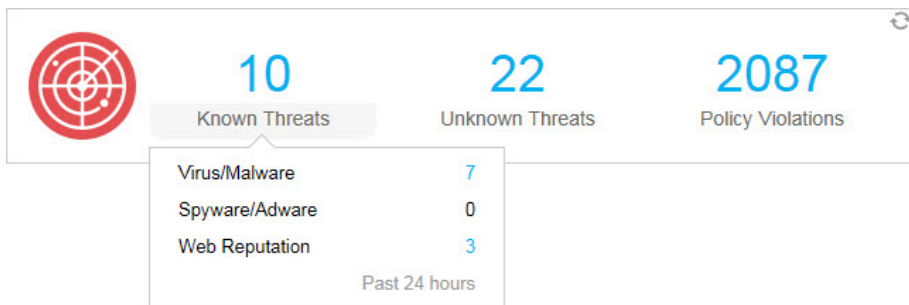 10 22 2087
Known Threats Unknown Threats Policy Violations
Virus/Malware 7
Spyware/Adware 0
Web Reputation 3
Past 24 hours